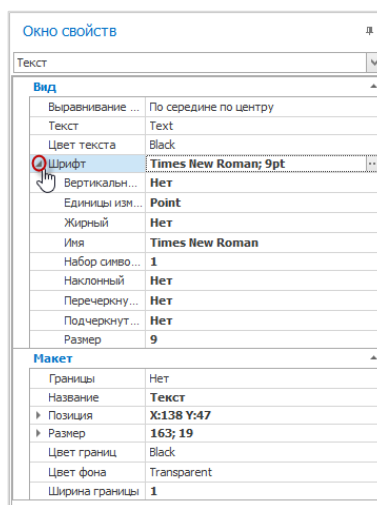 Окно свойств
Текст
Вид
Выравнивание ... По середине по центру
Текст Text
Цвет текста Black
Шрифт Times New Roman; 9pt
Вертикальн... Нет
Единицы изм... Point
Жирный Нет
Имя Times New Roman
Набор симво... 1
Наклонный Нет
Перечеркну... Нет
Подчеркнут... Нет
Размер 9
Макет
Границы Нет
Название Текст
Позиция X:138 Y:47
Размер 163; 19
Цвет границ Black
Цвет фона Transparent
Ширина границы 1